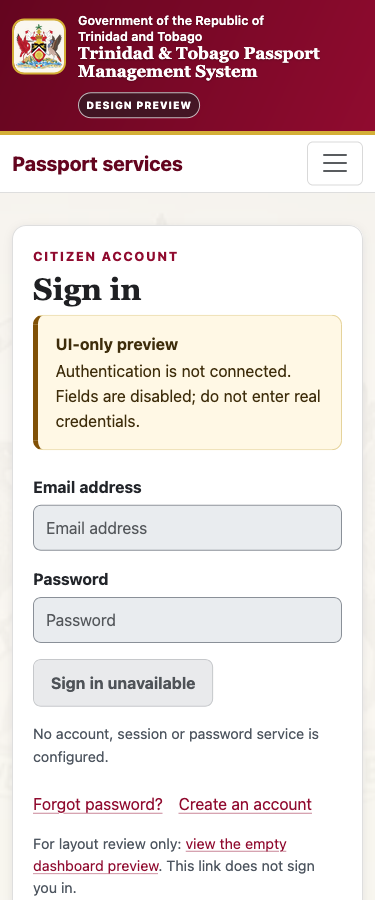 Government of the Republic of
Trinidad and Tobago
Trinidad & Tobago Passport
Management System
DESIGN PREVIEW
Passport services
CITIZEN ACCOUNT
Sign in
UI-only preview
Authentication is not connected.
Fields are disabled; do not enter real
credentials.
Email address
Email address
Password
Password
Sign in unavailable
No account, session or password service is
configured.
Forgot password? Create an account
For layout review only: view the empty
dashboard preview. This link does not sign
you in.